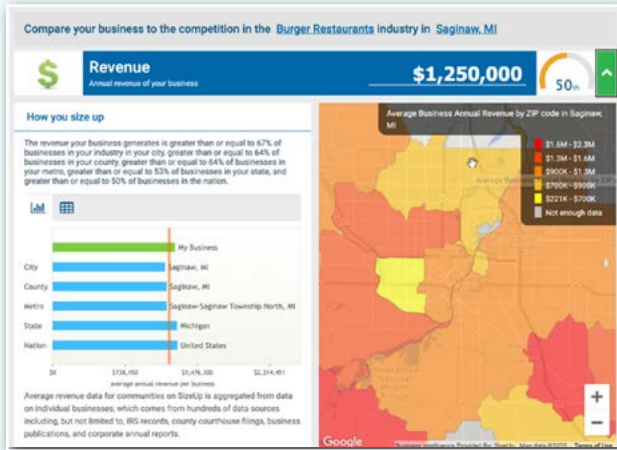 Compare your business to the competition in the Burger Restaurants industry in Saginaw, MI
$
Revenue
Annual revenue of your business
$1,250,000
50th
How you size up
The revenue your business generates is greater than or equal to 67% of
businesses in your industry in your city, greater than or equal to 64% of
businesses in your county, greater than or equal to 64% of businesses in
your metro, greater than or equal to 53% of businesses in your state, and
greater than or equal to 50% of businesses in the nation.
My Business
City Saginaw, MI
County Saginaw, MI
Metro Saginaw-Saginaw Township North, MI
State Michigan
Nation United States
$0 $738,150 $1,476,300 $2,214,451
average annual revenue per business
Average revenue data for communities on SizeUp is aggregated from data
on individual businesses, which comes from hundreds of data sources
including, but not limited to, IRS records, county courthouse filings, business
publications, and corporate annual reports.
Average Business Annual Revenue by ZIP code in Saginaw,
MI
$1.6M - $2.3M
$1.3M - $1.6M
$900K - $1.3M
$700K - $900K
$221K - $700K
Not enough data
+
−
Google
Terms of Use